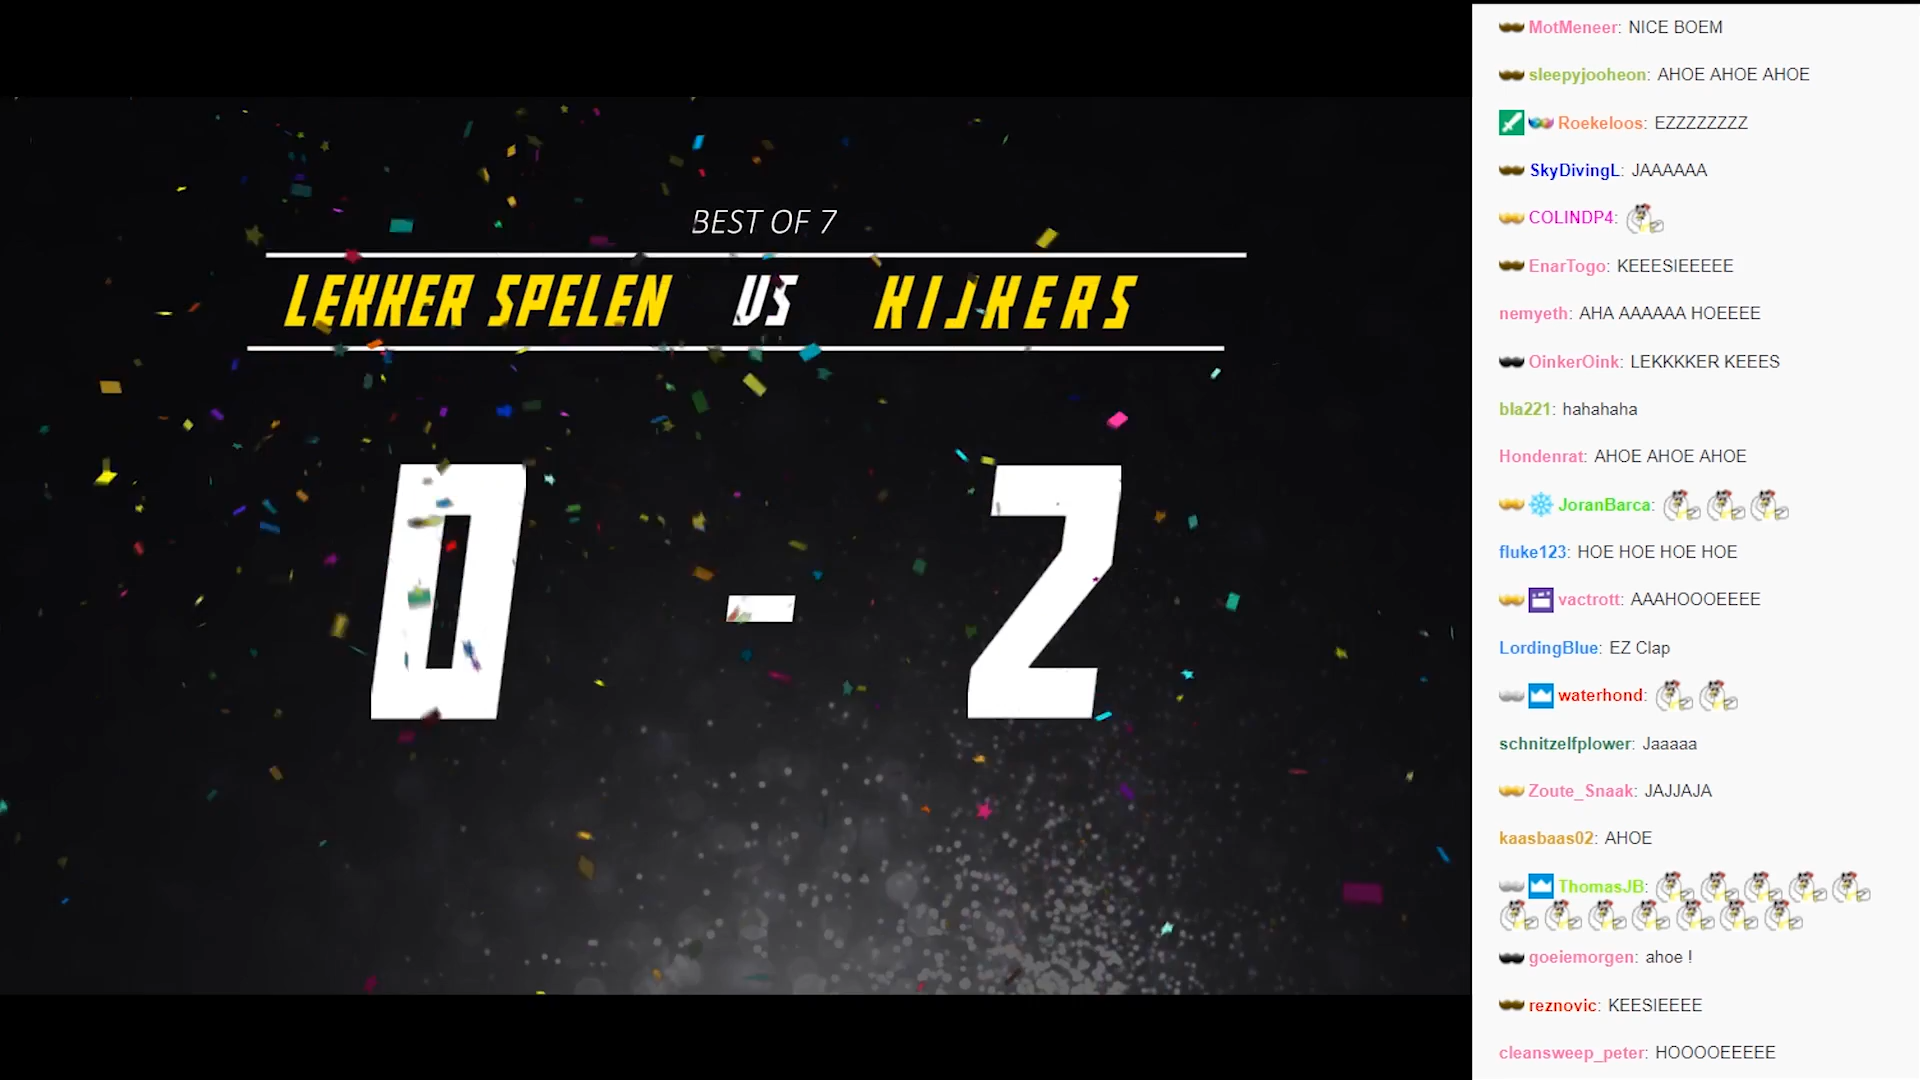 BEST OF 7
LEKKER SPELEN VS KIJKERS
0 - 2
MotMeneer: NICE BOEM
sleepyjooheon: AHOE AHOE AHOE
Roekeloos: EZZZZZZZZ
SkyDivingL: JAAAAAA
COLINDP4:
EnarTogo: KEEESIEEEEE
nemyeth: AHA AAAAAA HOEEEE
OinkerOink: LEKKKKER KEEES
bla221: hahahaha
Hondenrat: AHOE AHOE AHOE
JoranBarca:
fluke123: HOE HOE HOE HOE
vactrott: AAAHOOOEEEE
LordingBlue: EZ Clap
waterhond:
schnitzelfplower: Jaaaaa
Zoute_Snaak: JAJJAJA
kaasbaas02: AHOE
ThomasJB:
goeiemorgen: ahoe !
reznovic: KEESIEEEE
cleansweep_peter: HOOOOEEEEE